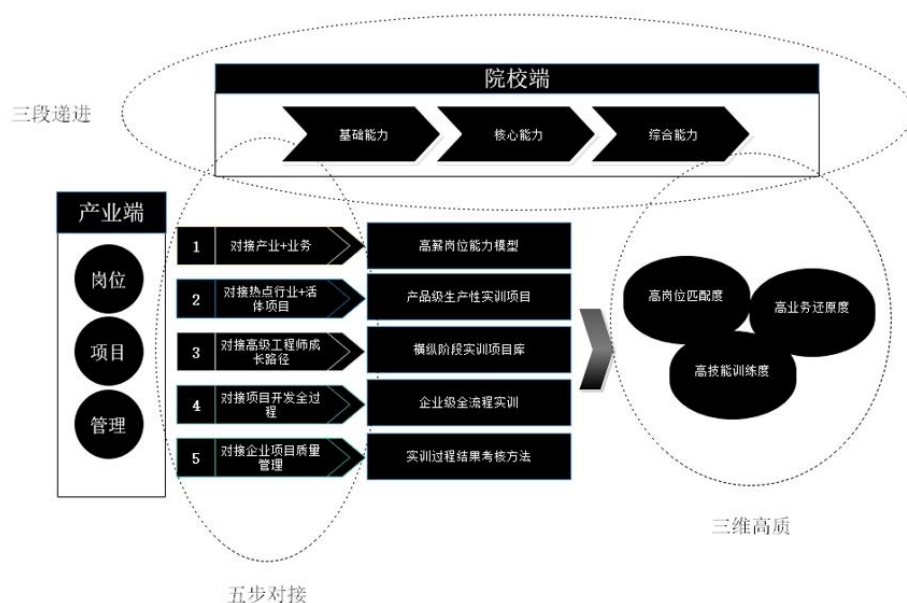 院校端
三段递进
基础能力
核心能力
综合能力
产业端
岗位
项目
管理
1
对接产业+业务
高薪岗位能力模型
2
对接热点行业+活
体项目
产品级生产性实训项目
3
对接高级工程师成
长路径
横纵阶段实训项目库
4
对接项目开发全过
程
企业级全流程实训
5
对接企业项目质量
管理
实训过程结果考核方法
高岗位匹配度
高业务还原度
高技能训练度
三维高质
五步对接